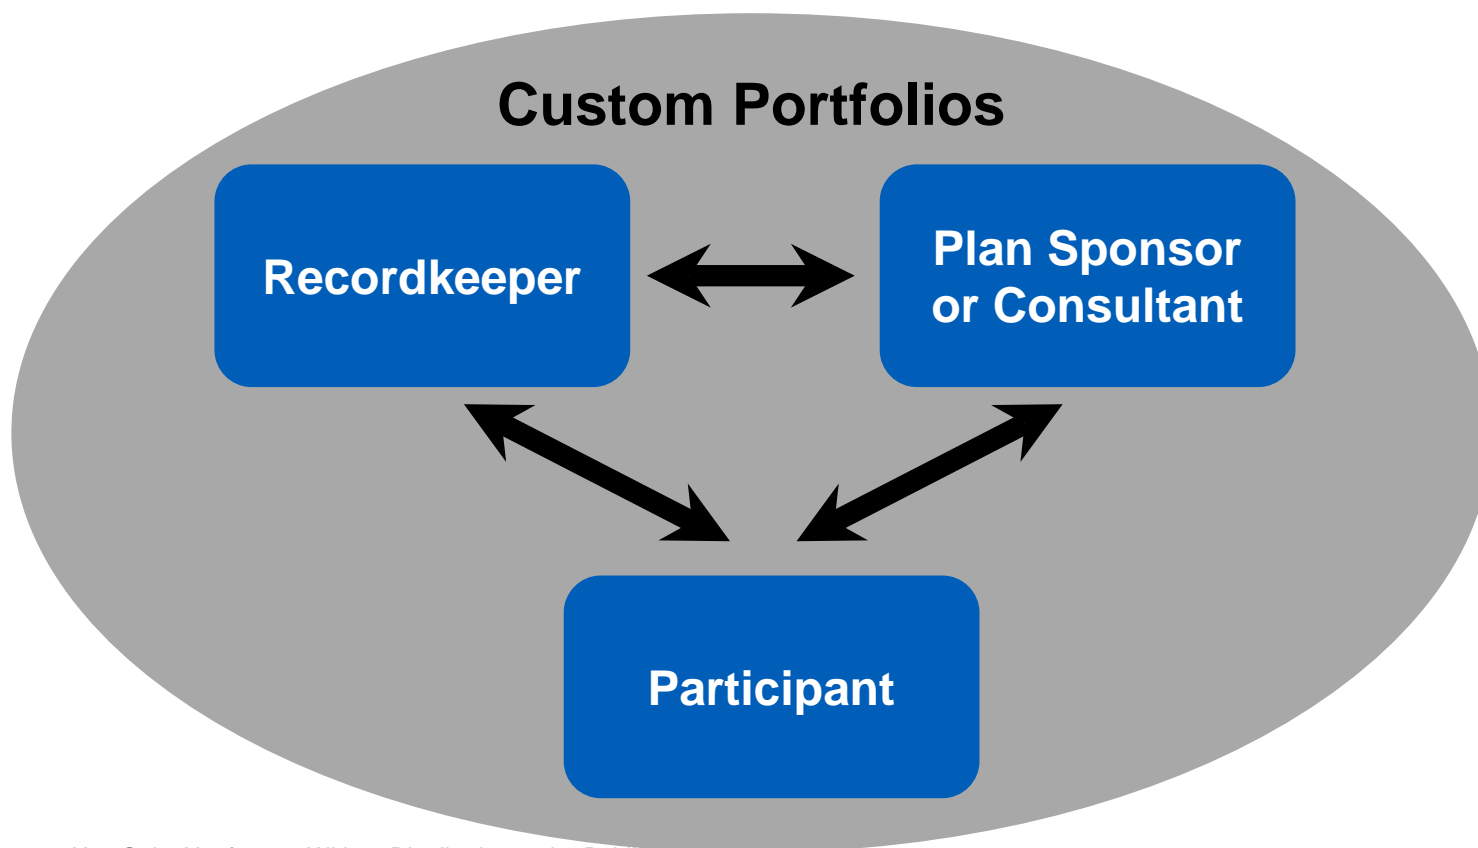 Custom Portfolios
Recordkeeper
Plan Sponsor
or Consultant
Participant